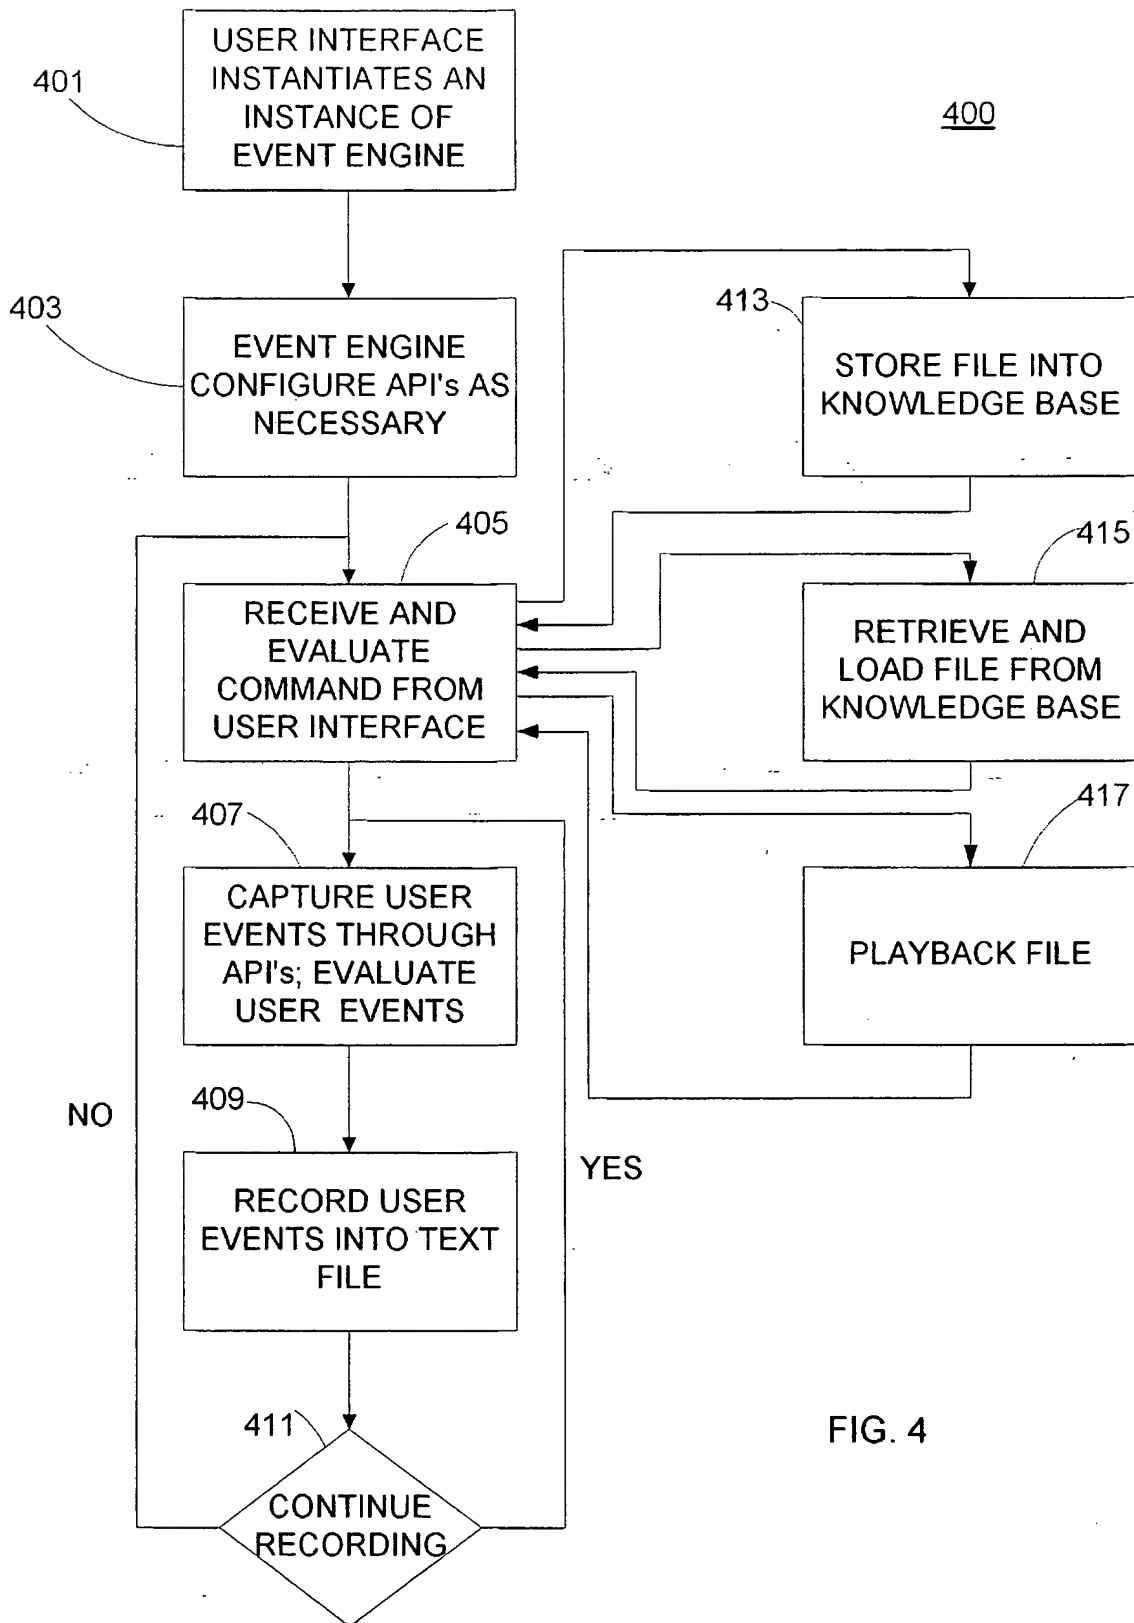 USER INTERFACE
INSTANTIATES AN
INSTANCE OF
EVENT ENGINE
401
400
403
EVENT ENGINE
CONFIGURE API's AS
NECESSARY
413
STORE FILE INTO
KNOWLEDGE BASE
405
RECEIVE AND
EVALUATE
COMMAND FROM
USER INTERFACE
415
RETRIEVE AND
LOAD FILE FROM
KNOWLEDGE BASE
407
CAPTURE USER
EVENTS THROUGH
API's; EVALUATE
USER EVENTS
417
PLAYBACK FILE
NO
409
RECORD USER
EVENTS INTO TEXT
FILE
YES
411
CONTINUE
RECORDING
FIG. 4